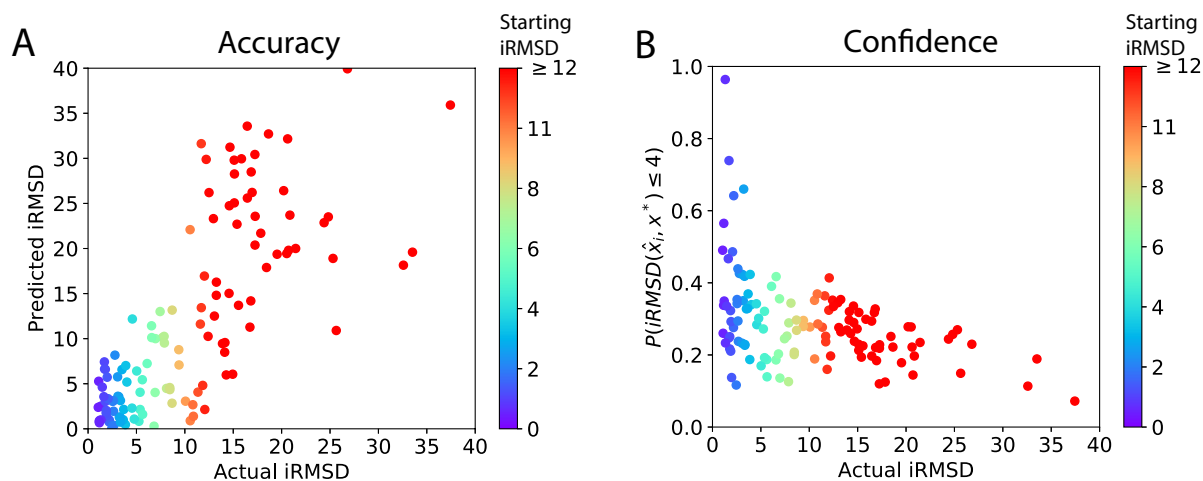 A
Accuracy
Starting
iRMSD
≥ 12
11
8
6
4
2
0
40
35
30
25
20
15
10
5
0
Predicted iRMSD
0 5 10 15 20 25 30 35 40
Actual iRMSD
B
Confidence
Starting
iRMSD
≥ 12
11
8
6
4
2
0
1.0
0.8
0.6
0.4
0.2
0.0
P(iRMSD(x̂ᵢ, x*) ≤ 4)
0 5 10 15 20 25 30 35 40
Actual iRMSD